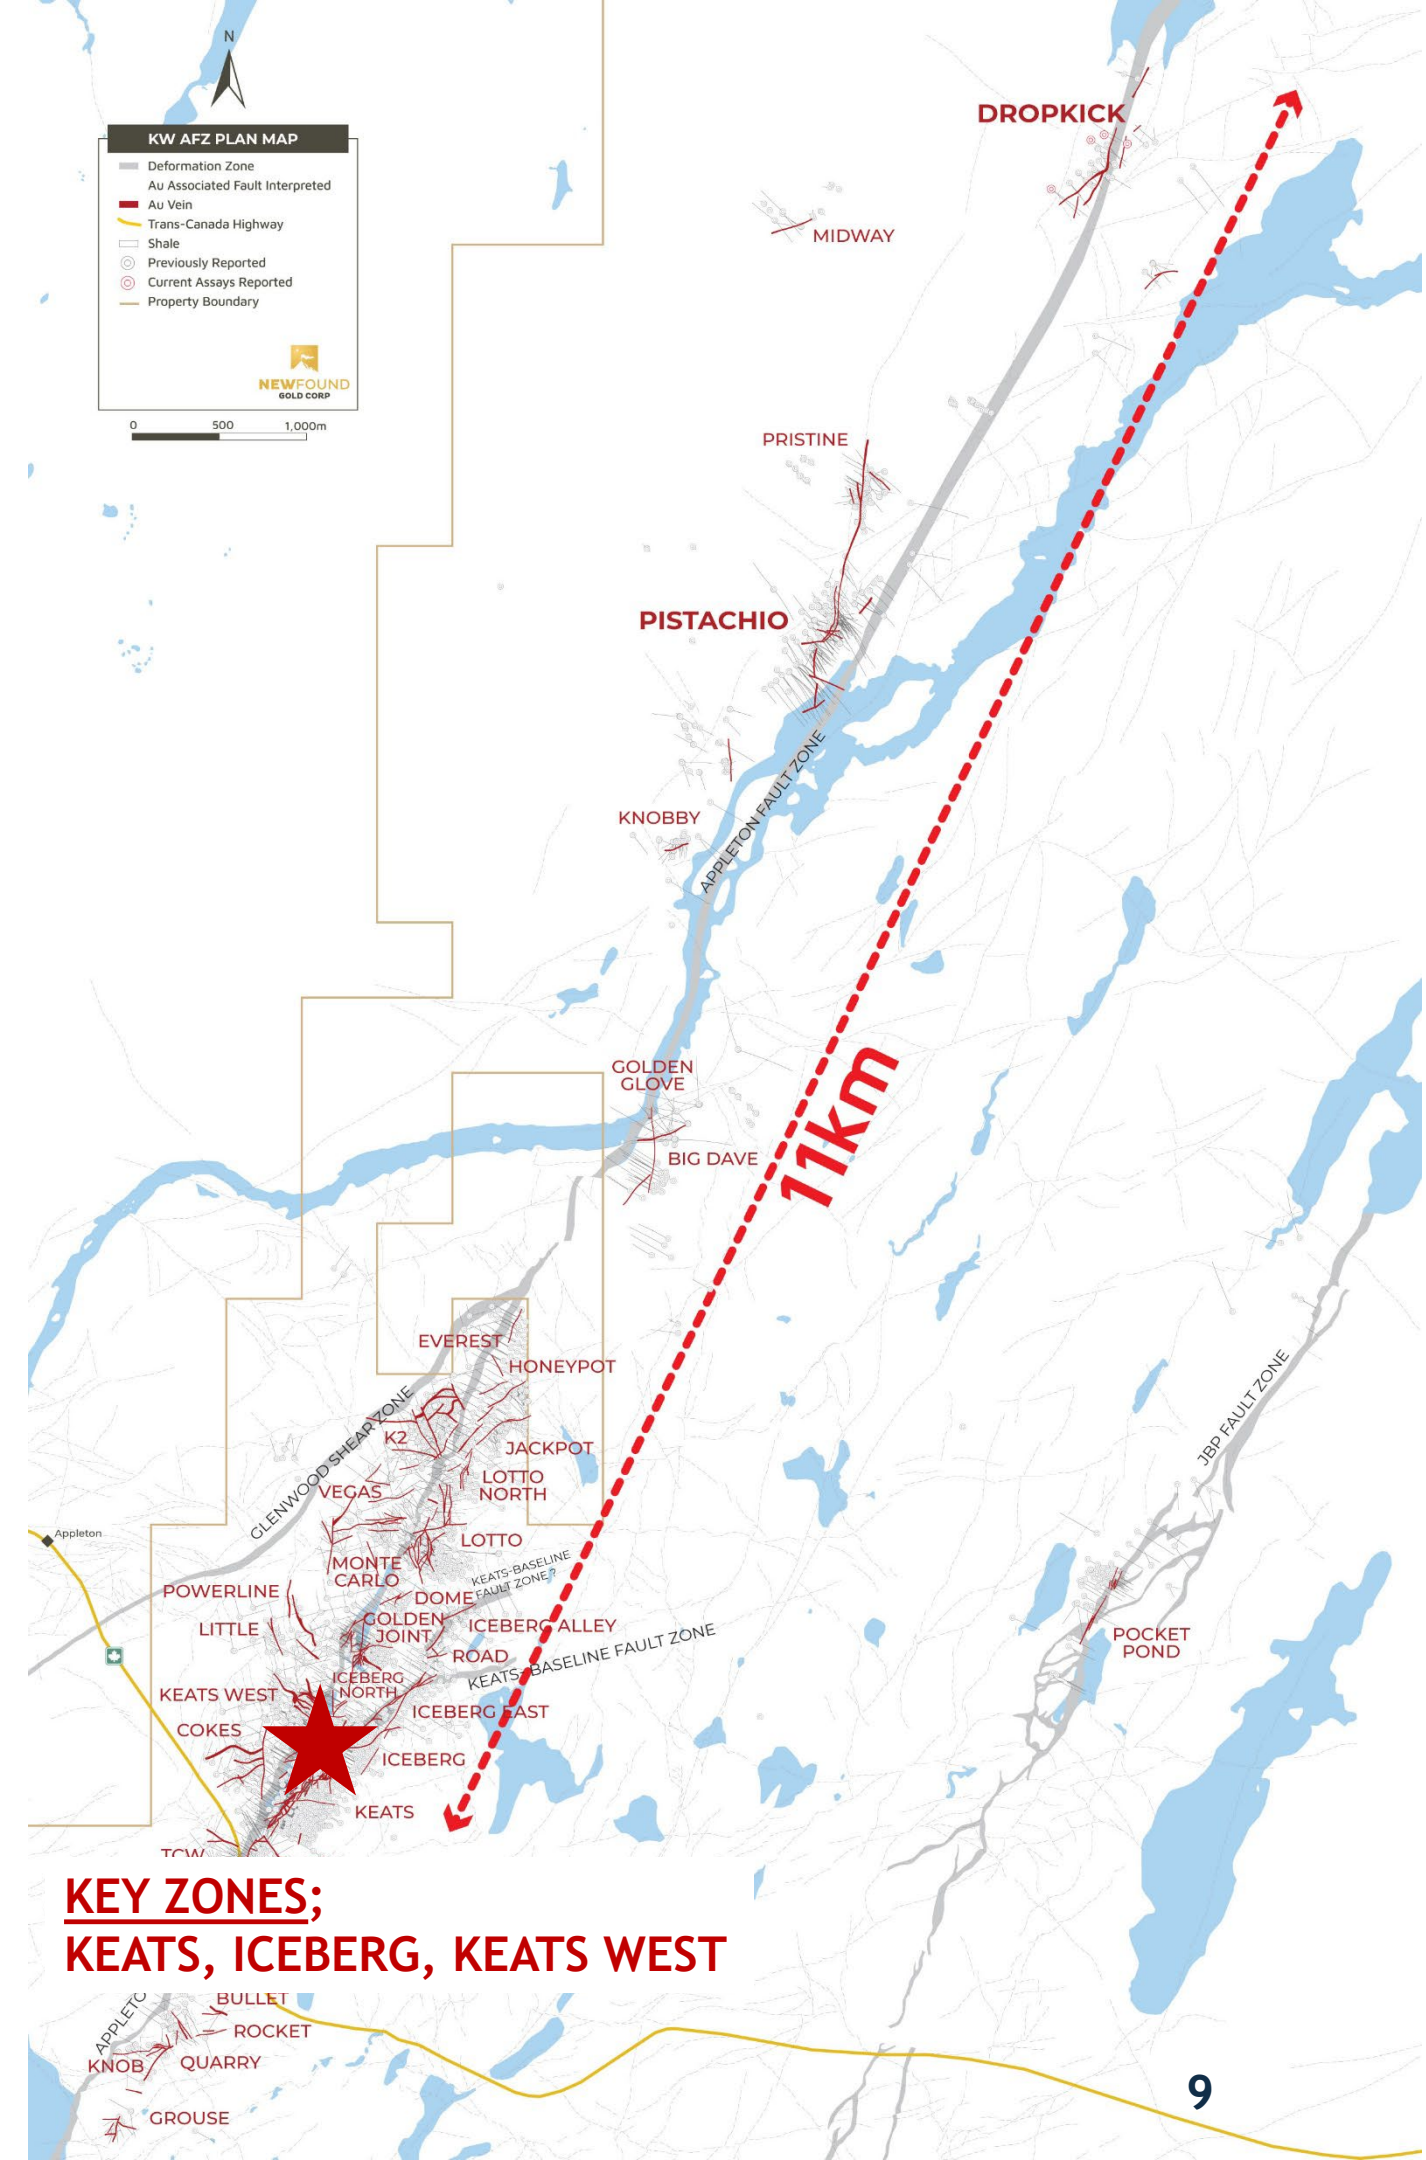 N
KW AFZ PLAN MAP
Deformation Zone
Au Associated Fault Interpreted
Au Vein
Trans-Canada Highway
Shale
Previously Reported
Current Assays Reported
Property Boundary
NEWFOUND
GOLD CORP
0 500 1,000m
DROPKICK
MIDWAY
PRISTINE
PISTACHIO
APPLETON FAULT ZONE
KNOBBY
11km
GOLDEN
GLOVE
BIG DAVE
EVEREST
HONEYPOT
GLENWOOD SHEAR ZONE
K2
JACKPOT
JBP FAULT ZONE
LOTTO
NORTH
VEGAS
Appleton
LOTTO
MONTE
CARLO
KEATS-BASELINE
FAULT ZONE ?
POWERLINE
DOME
LITTLE
GOLDEN
JOINT
ICEBERG ALLEY
ROAD
KEATS-BASELINE FAULT ZONE
POCKET
POND
ICEBERG
NORTH
KEATS WEST
ICEBERG EAST
COKES
ICEBERG
KEATS
TCW
KEY ZONES;
KEATS, ICEBERG, KEATS WEST
BULLET
APPLETO
ROCKET
KNOB
QUARRY
GROUSE
9